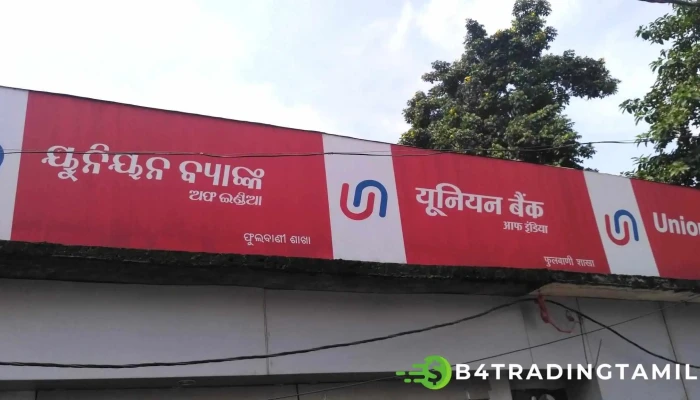 ୟୁନିୟନ ବ୍ୟାଙ୍କ
ଅଫ ଇଣ୍ଡିଆ
ଫୁଲବାଣୀ ଶାଖା
यूनियन बैंक
आफ इंडिया
फूलबाणी शाखा
Union
B4TRADINGTAMIL